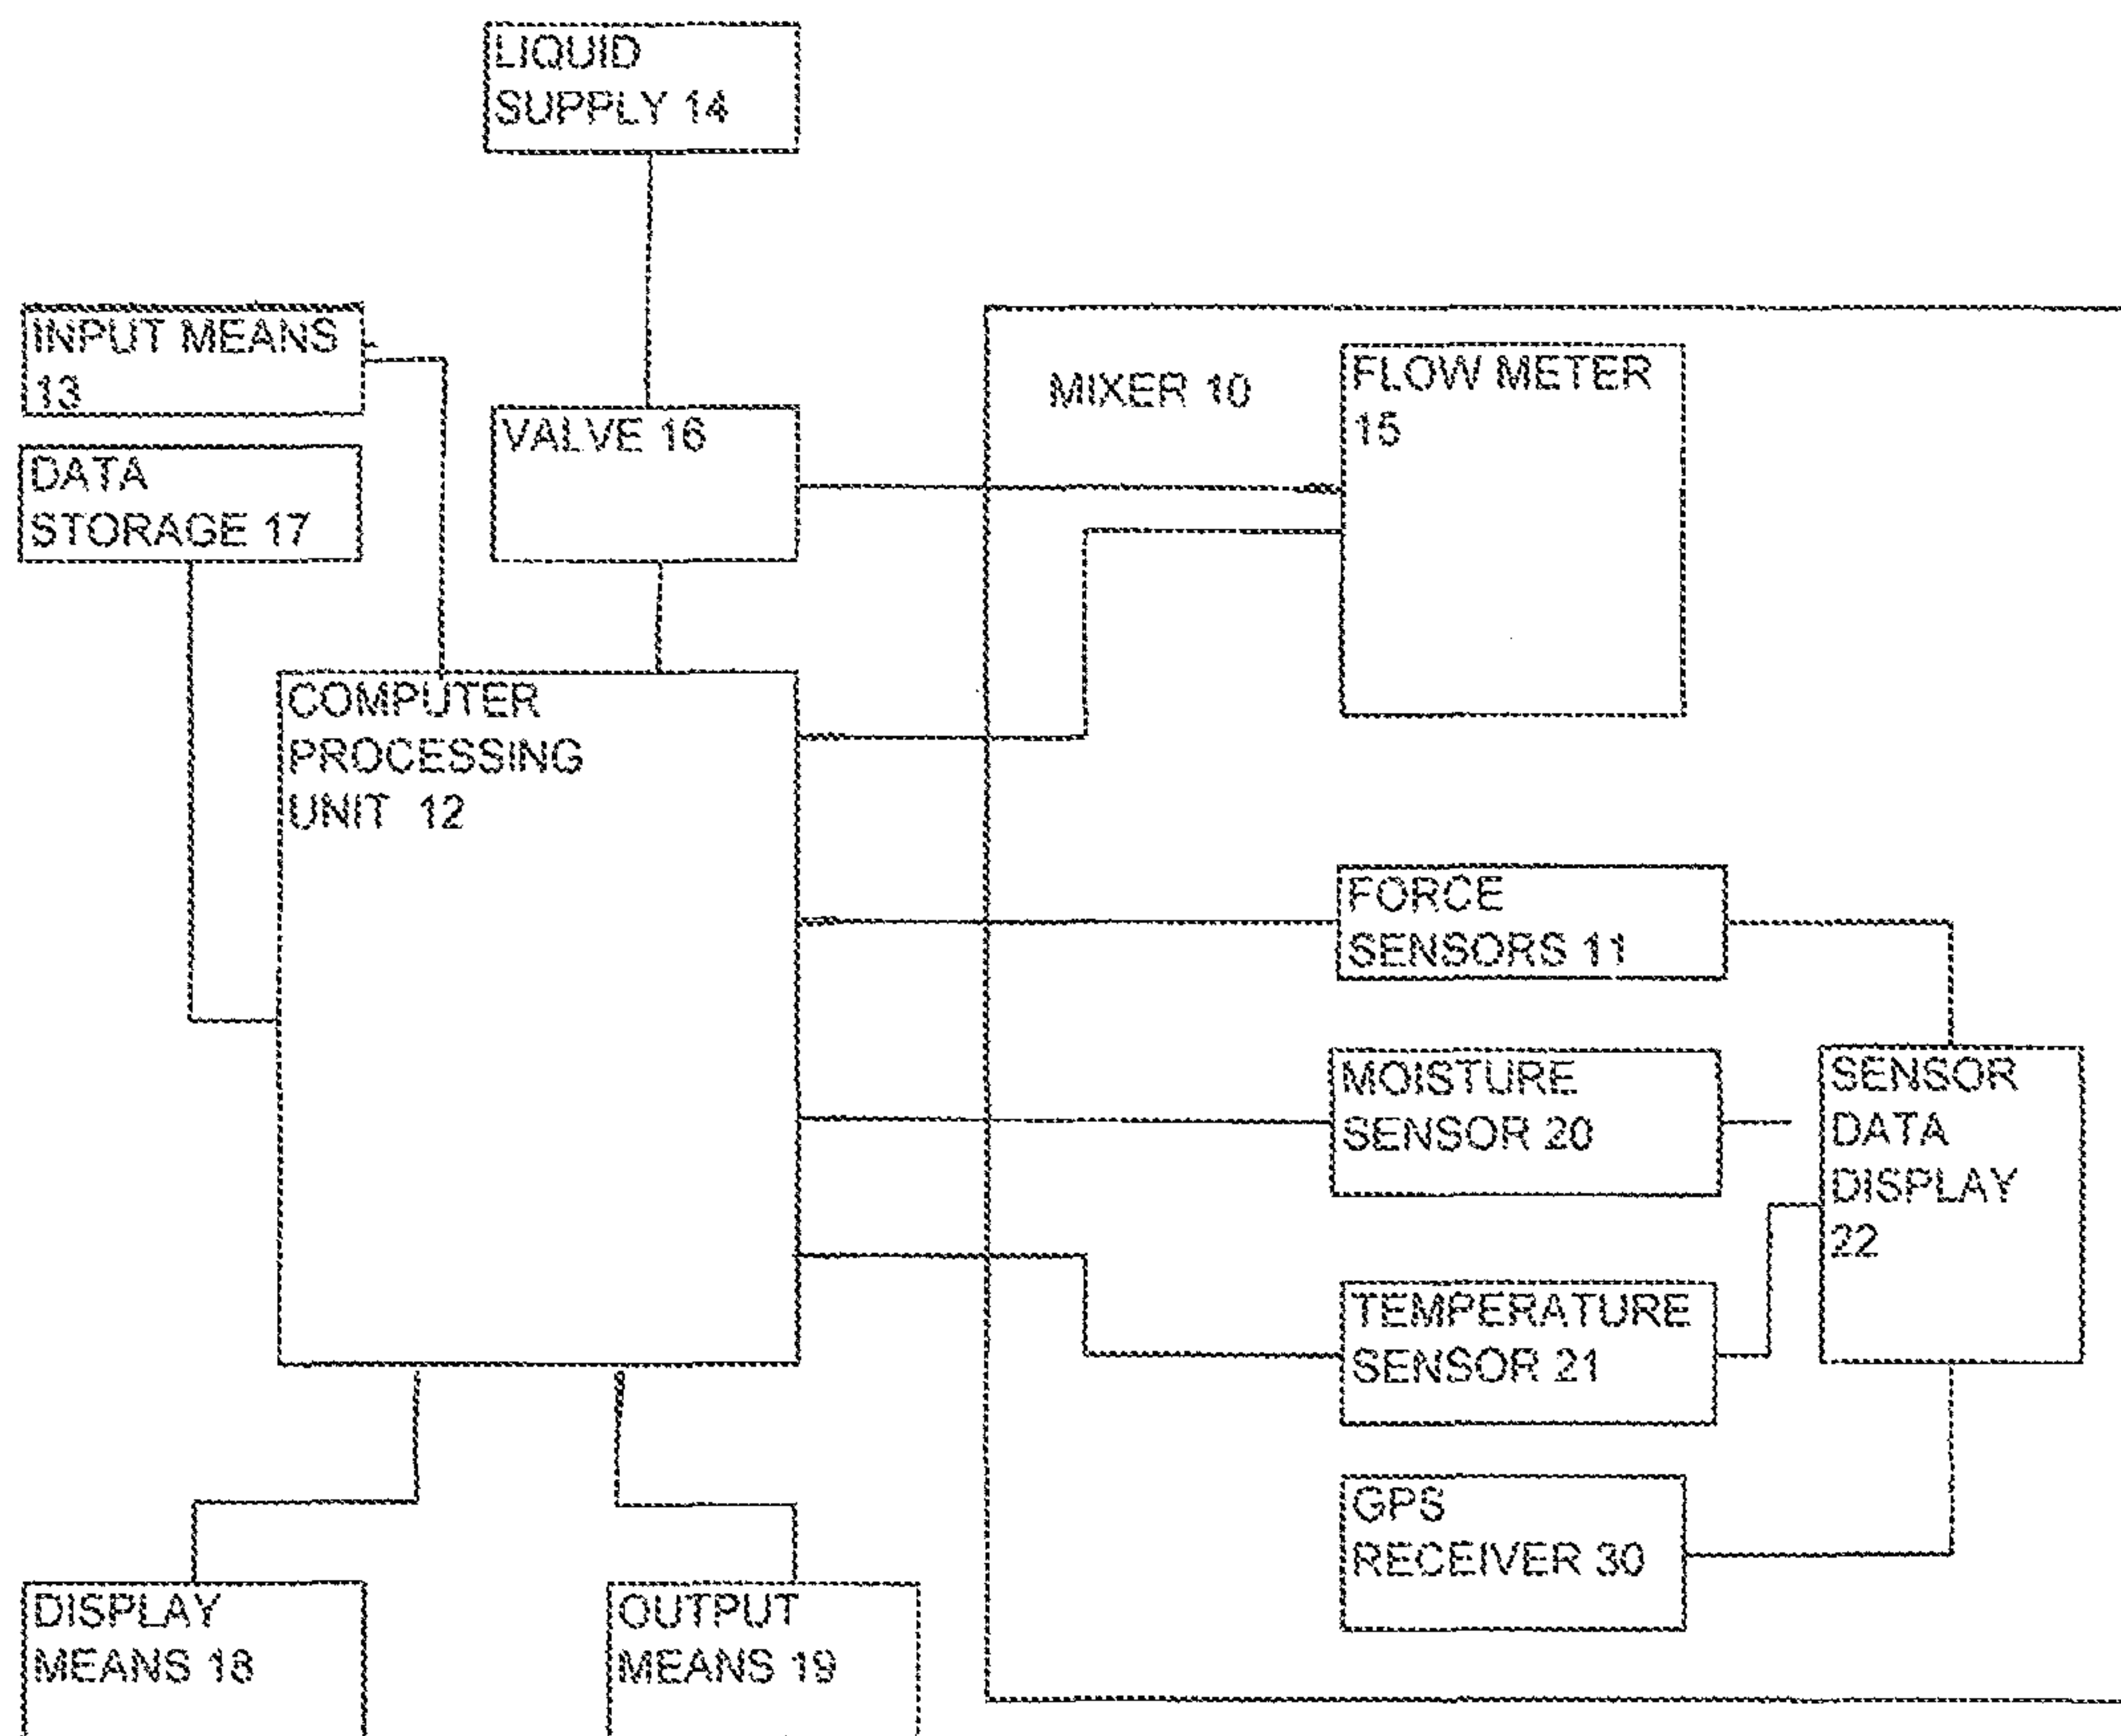 LIQUID
SUPPLY 14
INPUT MEANS
13
DATA
STORAGE 17
VALVE 16
MIXER 10
FLOW METER
15
COMPUTER
PROCESSING
UNIT 12
FORCE
SENSORS 11
MOISTURE
SENSOR 20
SENSOR
DATA
DISPLAY
22
TEMPERATURE
SENSOR 21
GPS
RECEIVER 30
DISPLAY
MEANS 18
OUTPUT
MEANS 19